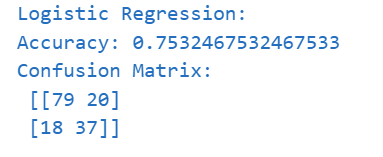 Logistic Regression:
Accuracy: 0.7532467532467533
Confusion Matrix:
[[79 20]
[18 37]]